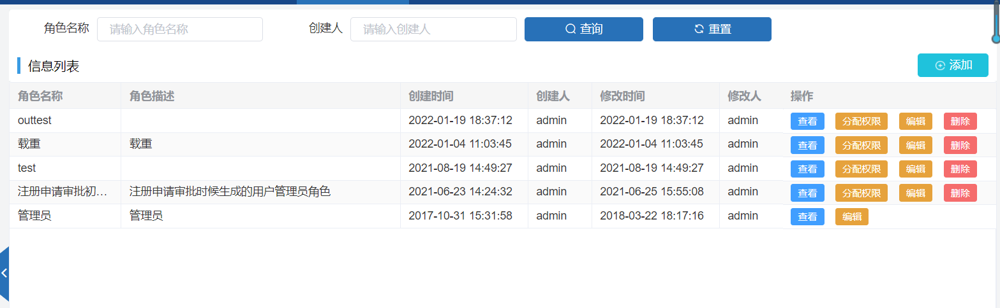 角色名称 请输入角色名称 创建人 请输入创建人 查询 重置
信息列表 添加
角色名称 角色描述 创建时间 创建人 修改时间 修改人 操作
outtest 2022-01-19 18:37:12 admin 2022-01-19 18:37:12 admin 查看 分配权限 编辑 删除
载重 载重 2022-01-04 11:03:45 admin 2022-01-04 11:03:45 admin 查看 分配权限 编辑 删除
test 2021-08-19 14:49:27 admin 2021-08-19 14:49:27 admin 查看 分配权限 编辑 删除
注册申请审批初... 注册申请审批时候生成的用户管理员角色 2021-06-23 14:24:32 admin 2021-06-25 15:55:08 admin 查看 分配权限 编辑 删除
管理员 管理员 2017-10-31 15:31:58 admin 2018-03-22 18:17:16 admin 查看 编辑